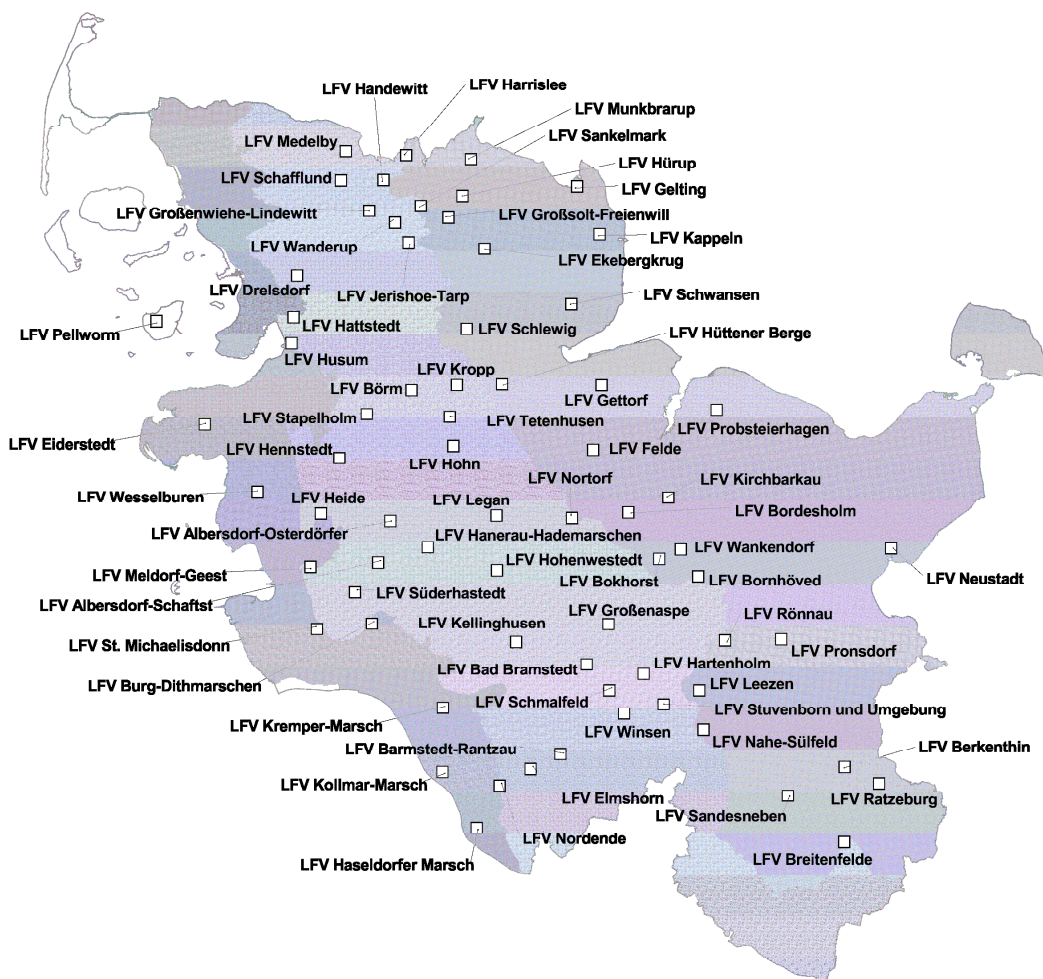 LFV Harrislee
LFV Handewitt
LFV Munkbrarup
LFV Sankelmark
LFV Medelby
LFV Hürup
LFV Schafflund
LFV Gelting
LFV Großenwiehe-Lindewitt
LFV Großsolt-Freienwill
LFV Kappeln
LFV Wanderup
LFV Ekebergkrug
LFV Drelsdorf
LFV Jerishoe-Tarp
LFV Schwansen
LFV Pellworm
LFV Hattstedt
LFV Schlewig
LFV Hüttener Berge
LFV Husum
LFV Kropp
LFV Börm
LFV Gettorf
LFV Stapelholm
LFV Tetenhusen
LFV Probsteierhagen
LFV Eiderstedt
LFV Hennstedt
LFV Hohn
LFV Felde
LFV Nortorf
LFV Kirchbarkau
LFV Wesselburen
LFV Heide
LFV Legan
LFV Bordesholm
LFV Albersdorf-Osterdörfer
LFV Hanerau-Hademarschen
LFV Wankendorf
LFV Hohenwestedt
LFV Meldorf-Geest
LFV Bokhorst
LFV Bornhöved
LFV Neustadt
LFV Albersdorf-Schaftst
LFV Süderhastedt
LFV Großenaspe
LFV Rönnau
LFV Kellinghusen
LFV St. Michaelisdonn
LFV Pronsdorf
LFV Bad Bramstedt
LFV Hartenholm
LFV Burg-Dithmarschen
LFV Leezen
LFV Schmalfeld
LFV Stuvenborn und Umgebung
LFV Kremper-Marsch
LFV Winsen
LFV Nahe-Sülfeld
LFV Berkenthin
LFV Barmstedt-Rantzau
LFV Kollmar-Marsch
LFV Elmshorn
LFV Ratzeburg
LFV Sandesneben
LFV Nordende
LFV Breitenfelde
LFV Haseldorfer Marsch